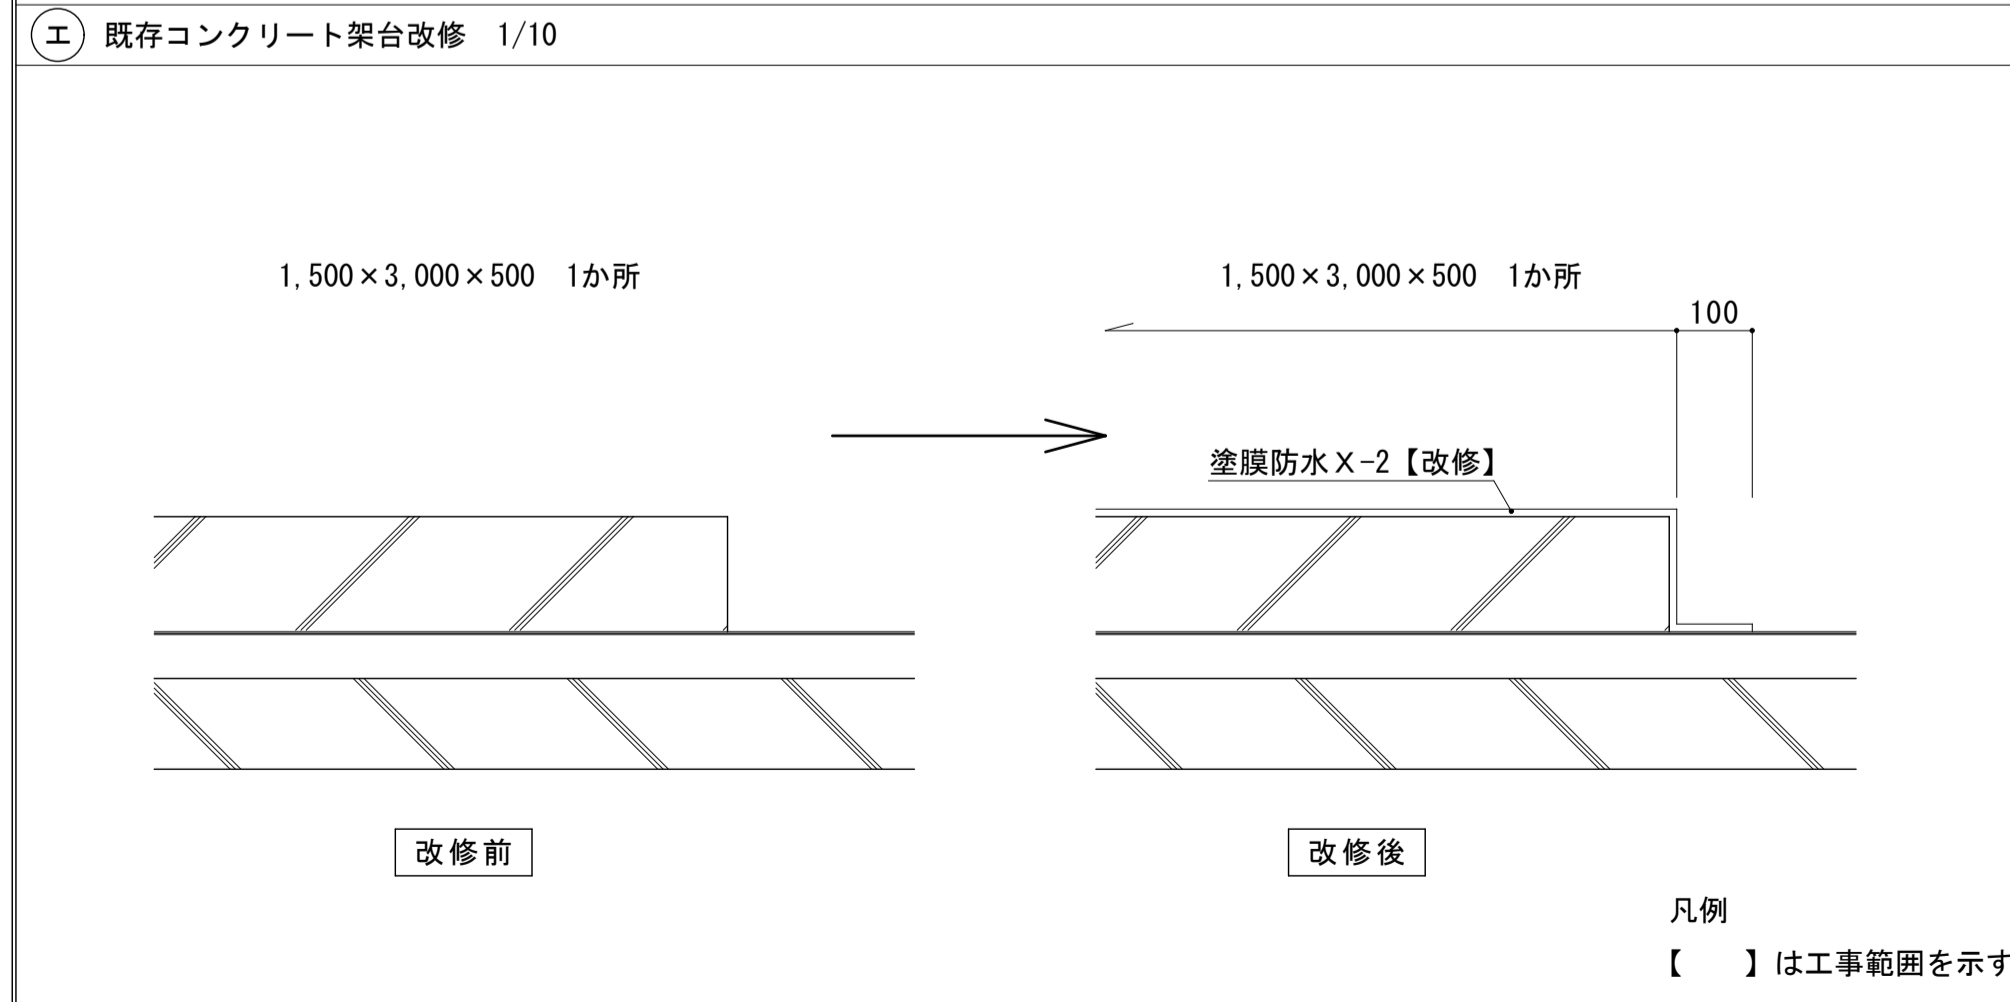 エ 既存コンクリート架台改修 1/10
1,500×3,000×500 1か所
1,500×3,000×500 1か所
100
塗膜防水X-2【改修】
改修前
改修後
凡例
【 】は工事範囲を示す